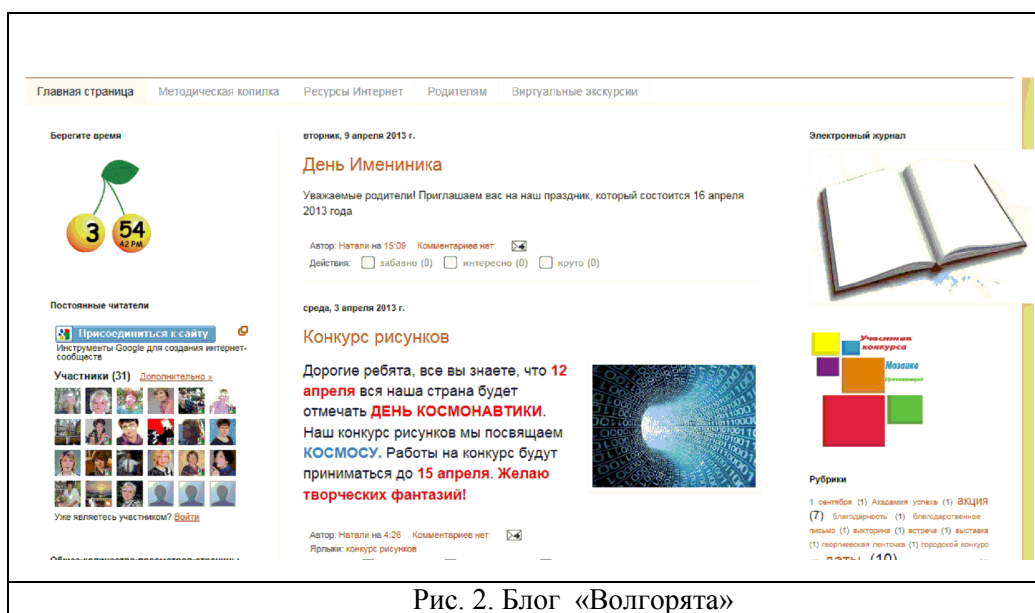 Главная страница Методическая копилка Ресурсы Интернет Родителям Виртуальные экскурсии
Берегите время
3 54
42 PM
Постоянные читатели
Присоединиться к сайту
Инструменты Google для создания интернет-
сообществ
Участники (31) Дополнительно »
Уже являетесь участником? Войти
вторник, 9 апреля 2013 г.
День Имениника
Уважаемые родители! Приглашаем вас на наш праздник, который состоится 16 апреля
2013 года
Автор: Натали на 15:09 Комментариев нет:
Действия: забавно (0) интересно (0) круто (0)
среда, 3 апреля 2013 г.
Конкурс рисунков
Дорогие ребята, все вы знаете, что 12
апреля вся наша страна будет
отмечать ДЕНЬ КОСМОНАВТИКИ.
Наш конкурс рисунков мы посвящаем
КОСМОСУ. Работы на конкурс будут
приниматься до 15 апреля. Желаю
творческих фантазий!
Автор: Натали на 4:26 Комментариев нет:
Ярлыки: конкурс рисунков
Электронный журнал
Участник
конкурса
Мозаика
Рубрики
1 сентября (1) Академия успеха (1) акция
(7) благодарность (1) благодарственное
письмо (1) викторина (1) встреча (1) выставка
(1) георгиевская ленточка (1) городской конкурс
даты (10)
Рис. 2. Блог «Волгорята»